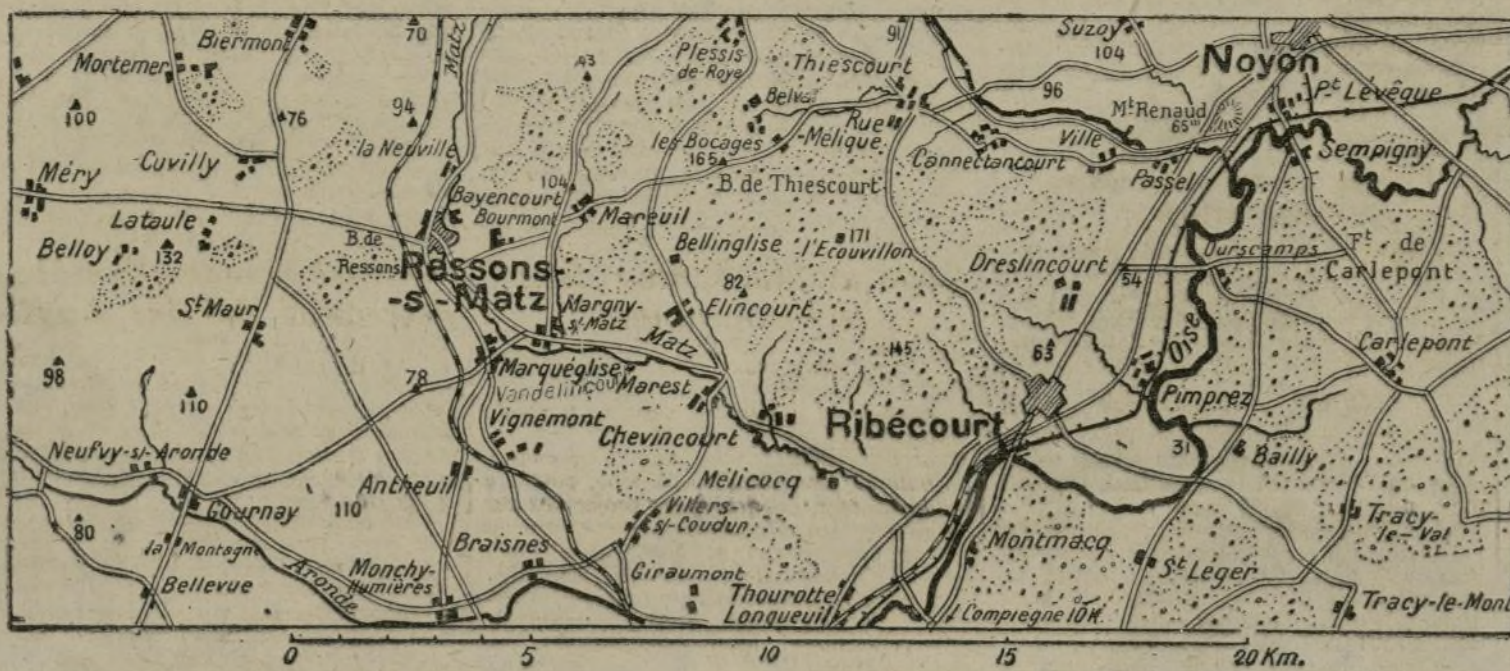 Biermont
70
Matz
43
Plessis
de-Roye
91
Suzoy
104
Noyon
Mortemer
Thiescourt
Pt. Lévêque
100
76
94
Belval
96
Mt. Renaud
65
Rue
-Mélique
Ville
Sempigny
la Neuville
les Bocages
165
Cannectancourt
Passel
Cuvilly
B. de Thiescourt
Méry
Bayencourt
Bourmont
104
Mareuil
Lataule
Belloy
132
B. de
Ressons
Ressons-
-s-Matz
Bellinglise
171
l'Ecouvillon
Dreslincourt
54
Ourscamps
Ft. de
Carlepont
St. Maur
Margny-
s/-Matz
82
Elincourt
Matz
145
63
Oise
Carlepont
98
110
78
Marquéglise
Vandelincou
Marest
Pimprez
Vignemont
Chevincourt
Ribécourt
31
Bailly
Neufvy-s/-Aronde
Antheuil
Mélicocq
Gournay
110
Villers-
s/-Coudun
Tracy-
le-Val
80
la Montagne
Braisnes
Montmacq
St. Léger
Bellevue
Aronde
Monchy-
Humières
Giraumont
Thourotte
Longueuil
Compiegne 10K.
Tracy-le-Mont
0 5 10 15 20 Km.